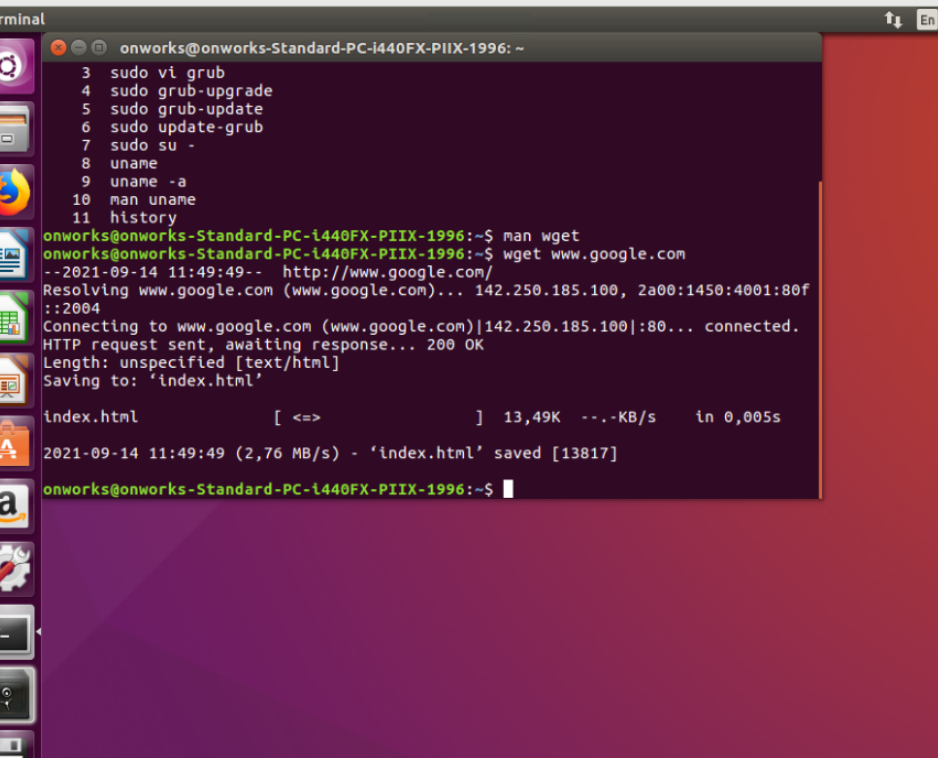 rminal
En
onworks@onworks-Standard-PC-i440FX-PIIX-1996: ~
3 sudo vi grub
4 sudo grub-upgrade
5 sudo grub-update
6 sudo update-grub
7 sudo su -
8 uname
9 uname -a
10 man uname
11 history
onworks@onworks-Standard-PC-i440FX-PIIX-1996:~$ man wget
onworks@onworks-Standard-PC-i440FX-PIIX-1996:~$ wget www.google.com
--2021-09-14 11:49:49-- http://www.google.com/
Resolving www.google.com (www.google.com)... 142.250.185.100, 2a00:1450:4001:80f
::2004
Connecting to www.google.com (www.google.com)|142.250.185.100|:80... connected.
HTTP request sent, awaiting response... 200 OK
Length: unspecified [text/html]
Saving to: ‘index.html’
index.html [ <=> ] 13,49K --.-KB/s in 0,005s
2021-09-14 11:49:49 (2,76 MB/s) - ‘index.html’ saved [13817]
onworks@onworks-Standard-PC-i440FX-PIIX-1996:~$